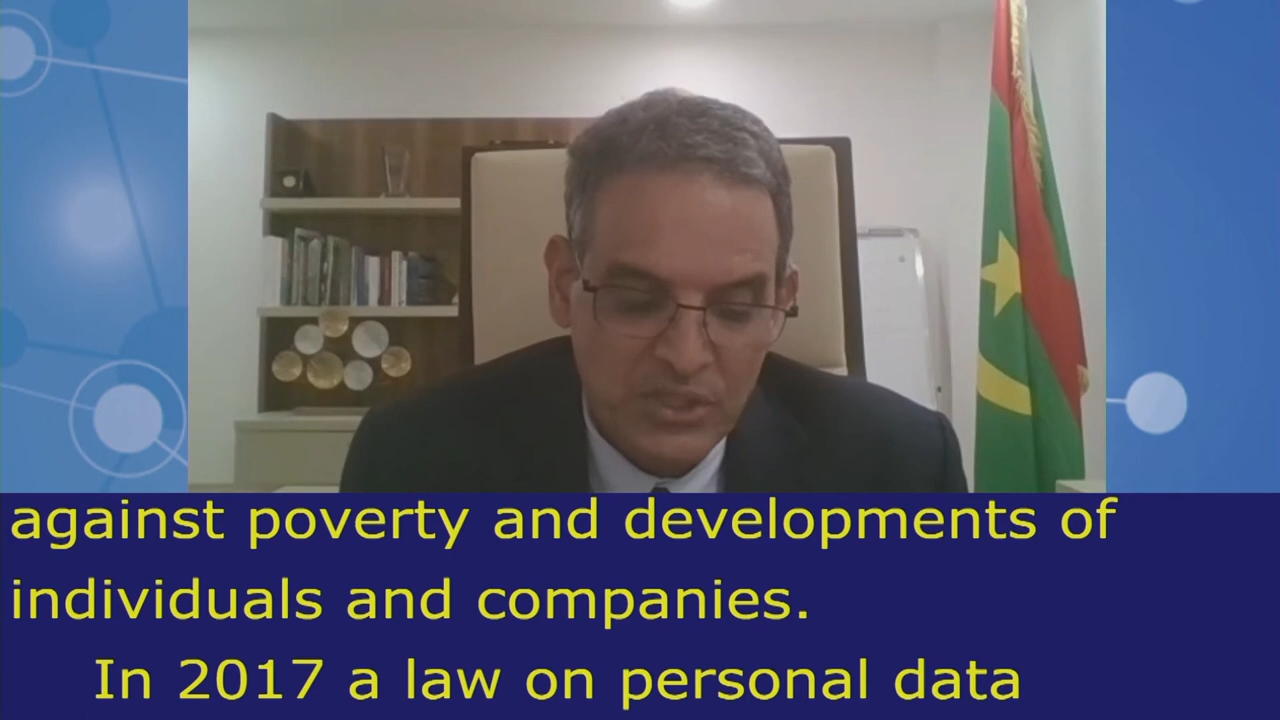 against poverty and developments of
individuals and companies.
In 2017 a law on personal data